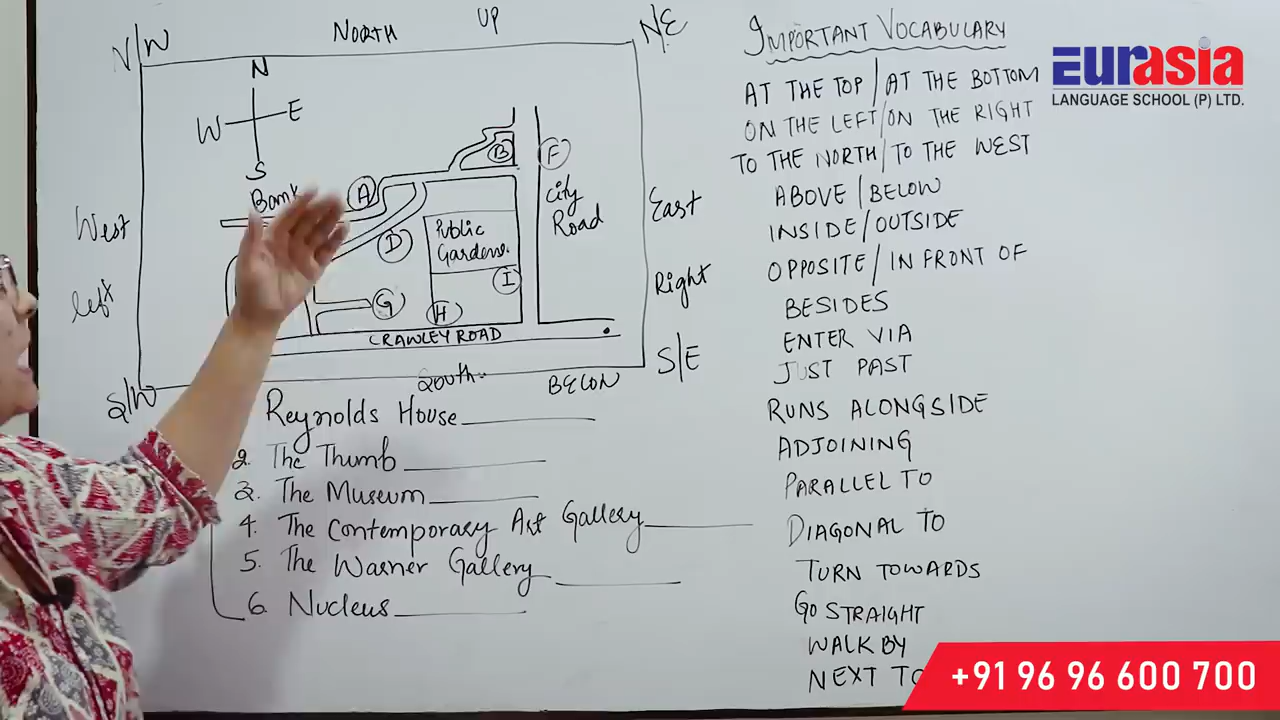 NORTH
UP
N/W
N/E
N
W
E
S
Bank
A
B
F
City
Road
West
East
D
Public
Gardens.
left
Right
I
G
H
CRAWLEY ROAD
S/W
South
BELOW
S/E
Reynolds House
2. The Thumb
3. The Museum
4. The Contemporary Art Gallery
5. The Warner Gallery
6. Nucleus
IMPORTANT VOCABULARY
AT THE TOP/AT THE BOTTOM
ON THE LEFT/ON THE RIGHT
TO THE NORTH/TO THE WEST
ABOVE/BELOW
INSIDE/OUTSIDE
OPPOSITE/IN FRONT OF
BESIDES
ENTER VIA
JUST PAST
RUNS ALONGSIDE
ADJOINING
PARALLEL TO
DIAGONAL TO
TURN TOWARDS
GO STRAIGHT
WALK BY
NEXT TO
Eurasia
LANGUAGE SCHOOL (P) LTD.
+91 96 96 600 700